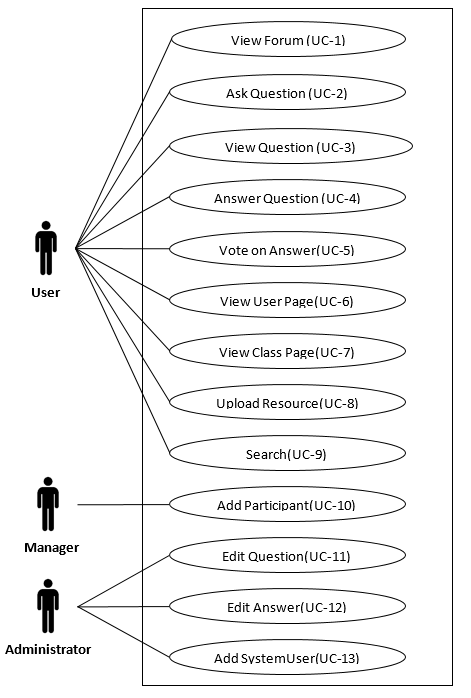 View Forum (UC-1)
Ask Question (UC-2)
View Question (UC-3)
Answer Question (UC-4)
Vote on Answer(UC-5)
User
View User Page(UC-6)
View Class Page(UC-7)
Upload Resource(UC-8)
Search(UC-9)
Add Participant(UC-10)
Manager
Edit Question(UC-11)
Edit Answer(UC-12)
Administrator
Add SystemUser(UC-13)